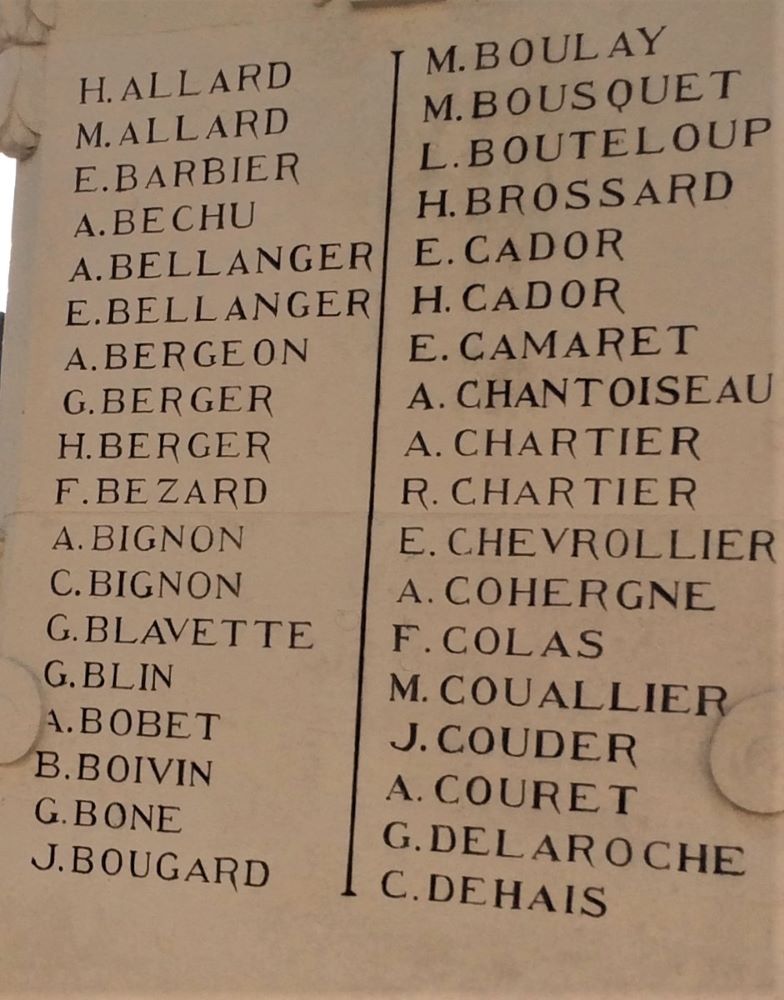 H. ALLARD
M. ALLARD
E. BARBIER
A. BECHU
A. BELLANGER
E. BELLANGER
A. BERGEON
G. BERGER
H. BERGER
F. BEZARD
A. BIGNON
C. BIGNON
G. BLAVETTE
G. BLIN
A. BOBET
B. BOIVIN
G. BONE
J. BOUGARD
M. BOULAY
M. BOUSQUET
L. BOUTELOUP
H. BROSSARD
E. CADOR
H. CADOR
E. CAMARET
A. CHANTOISEAU
A. CHARTIER
R. CHARTIER
E. CHEVROLLIER
A. COHERGNE
F. COLAS
M. COUALLIER
J. COUDER
A. COURET
G. DELAROCHE
C. DEHAIS